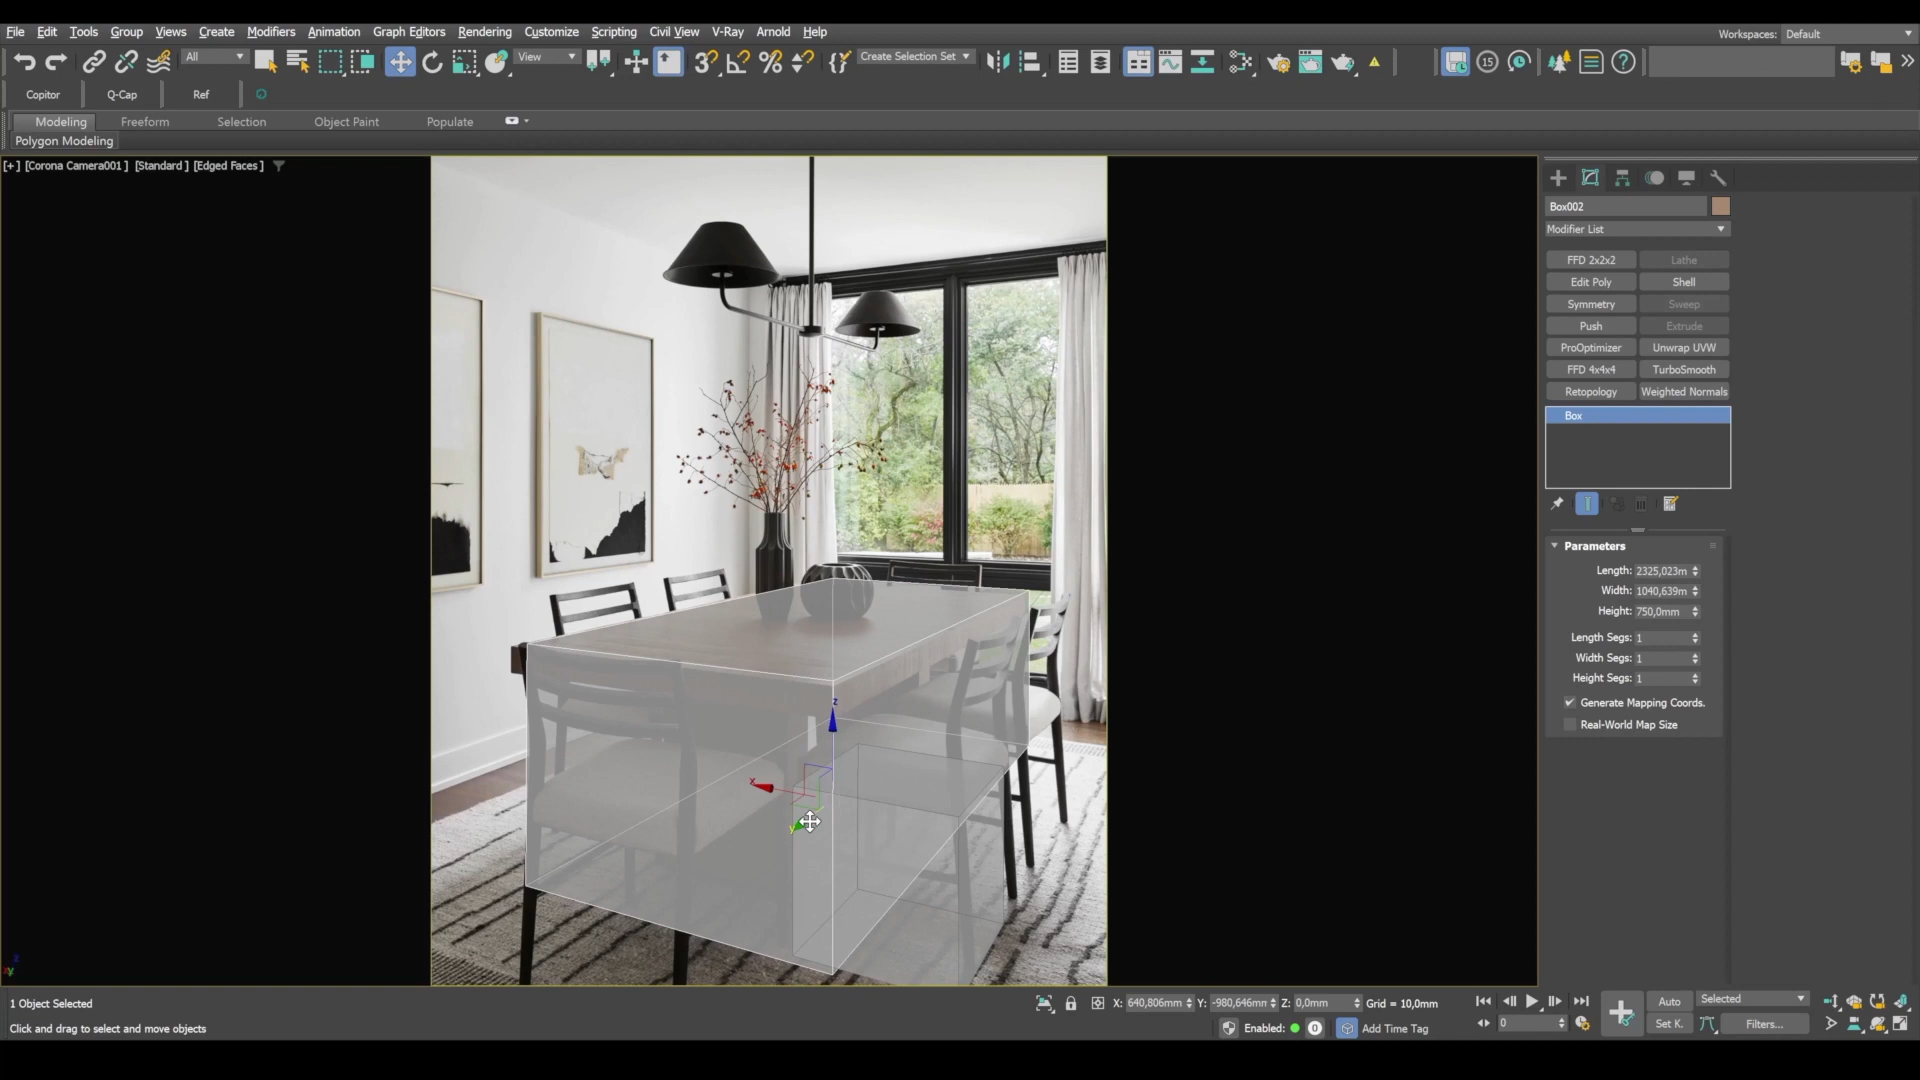 File Edit Tools Group Views Create Modifiers Animation Graph Editors Rendering Customize Scripting Civil View V-Ray Arnold Help
Workspaces: Default
All View Create Selection Set 15
Copitor Q-Cap Ref
Modeling Freeform Selection Object Paint Populate
Polygon Modeling
[+] [Corona Camera001] [Standard] [Edged Faces]
Box002
Modifier List
FFD 2x2x2 Lathe
Edit Poly Shell
Symmetry Sweep
Push Extrude
ProOptimizer Unwrap UVW
FFD 4x4x4 TurboSmooth
Retopology Weighted Normals
Box
Parameters
Length: 2325,023m
Width: 1040,639m
Height: 750,0mm
Length Segs: 1
Width Segs: 1
Height Segs: 1
Generate Mapping Coords.
Real-World Map Size
z
x
y
z
x y
1 Object Selected
X: 640,806mm Y: -980,646mm Z: 0,0mm Grid = 10,0mm
Auto Selected
Click and drag to select and move objects
Enabled: 0 Add Time Tag
0
Set K. Filters...